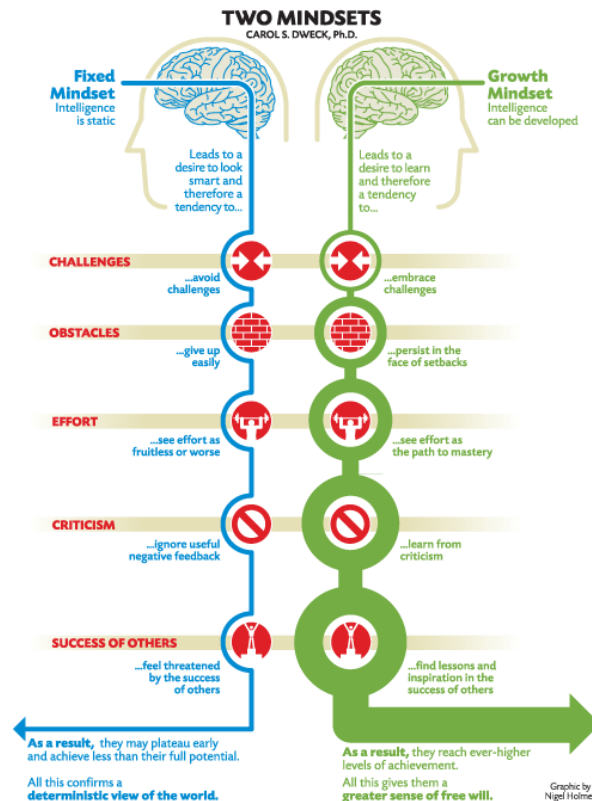 TWO MINDSETS
CAROL S. DWECK, Ph.D.
Fixed
Mindset
Intelligence
is static
Growth
Mindset
Intelligence
can be developed
Leads to a
desire to look
smart and
therefore a
tendency to...
Leads to a
desire to learn
and therefore
a tendency
to...
CHALLENGES
...avoid
challenges
...embrace
challenges
OBSTACLES
...give up
easily
...persist in the
face of setbacks
EFFORT
...see effort as
fruitless or worse
...see effort as
the path to mastery
CRITICISM
...ignore useful
negative feedback
...learn from
criticism
SUCCESS OF OTHERS
...feel threatened
by the success
of others
...find lessons and
inspiration in the
success of others
As a result, they may plateau early
and achieve less than their full potential.
All this confirms a
deterministic view of the world.
As a result, they reach ever-higher
levels of achievement.
All this gives them a
greater sense of free will.
Graphic by
Nigel Holme